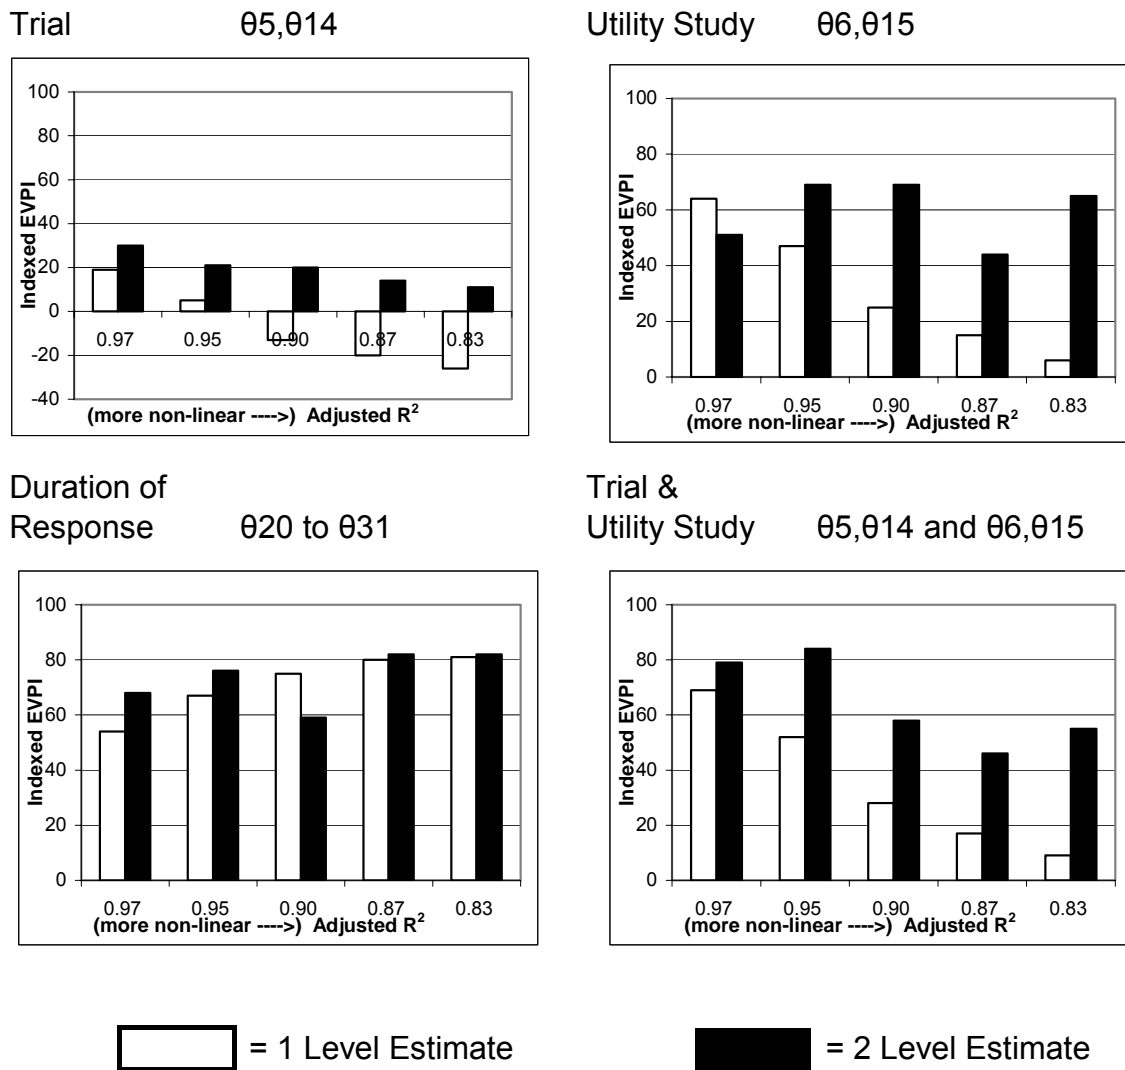 Trial θ5,θ14
Utility Study θ6,θ15
100
80
60
40
20
0
-20
-40
Indexed EVPI
0.97 0.95 0.90 0.87 0.83
(more non-linear ---->) Adjusted R²
100
80
60
40
20
0
Indexed EVPI
0.97 0.95 0.90 0.87 0.83
(more non-linear ---->) Adjusted R²
Duration of
Response θ20 to θ31
Trial &
Utility Study θ5,θ14 and θ6,θ15
100
80
60
40
20
0
Indexed EVPI
0.97 0.95 0.90 0.87 0.83
(more non-linear ---->) Adjusted R²
100
80
60
40
20
0
Indexed EVPI
0.97 0.95 0.90 0.87 0.83
(more non-linear ---->) Adjusted R²
= 1 Level Estimate
= 2 Level Estimate